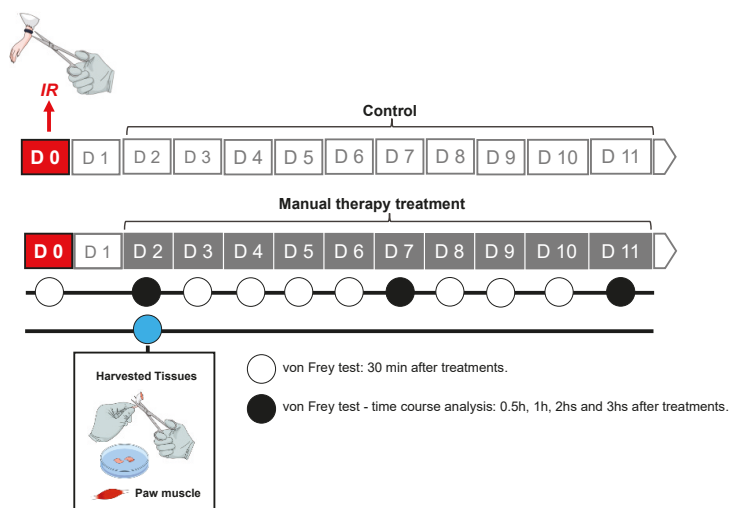 IR
Control
D 0 D 1 D 2 D 3 D 4 D 5 D 6 D 7 D 8 D 9 D 10 D 11
Manual therapy treatment
D 0 D 1 D 2 D 3 D 4 D 5 D 6 D 7 D 8 D 9 D 10 D 11
Harvested Tissues
Paw muscle
von Frey test: 30 min after treatments.
von Frey test - time course analysis: 0.5h, 1h, 2hs and 3hs after treatments.